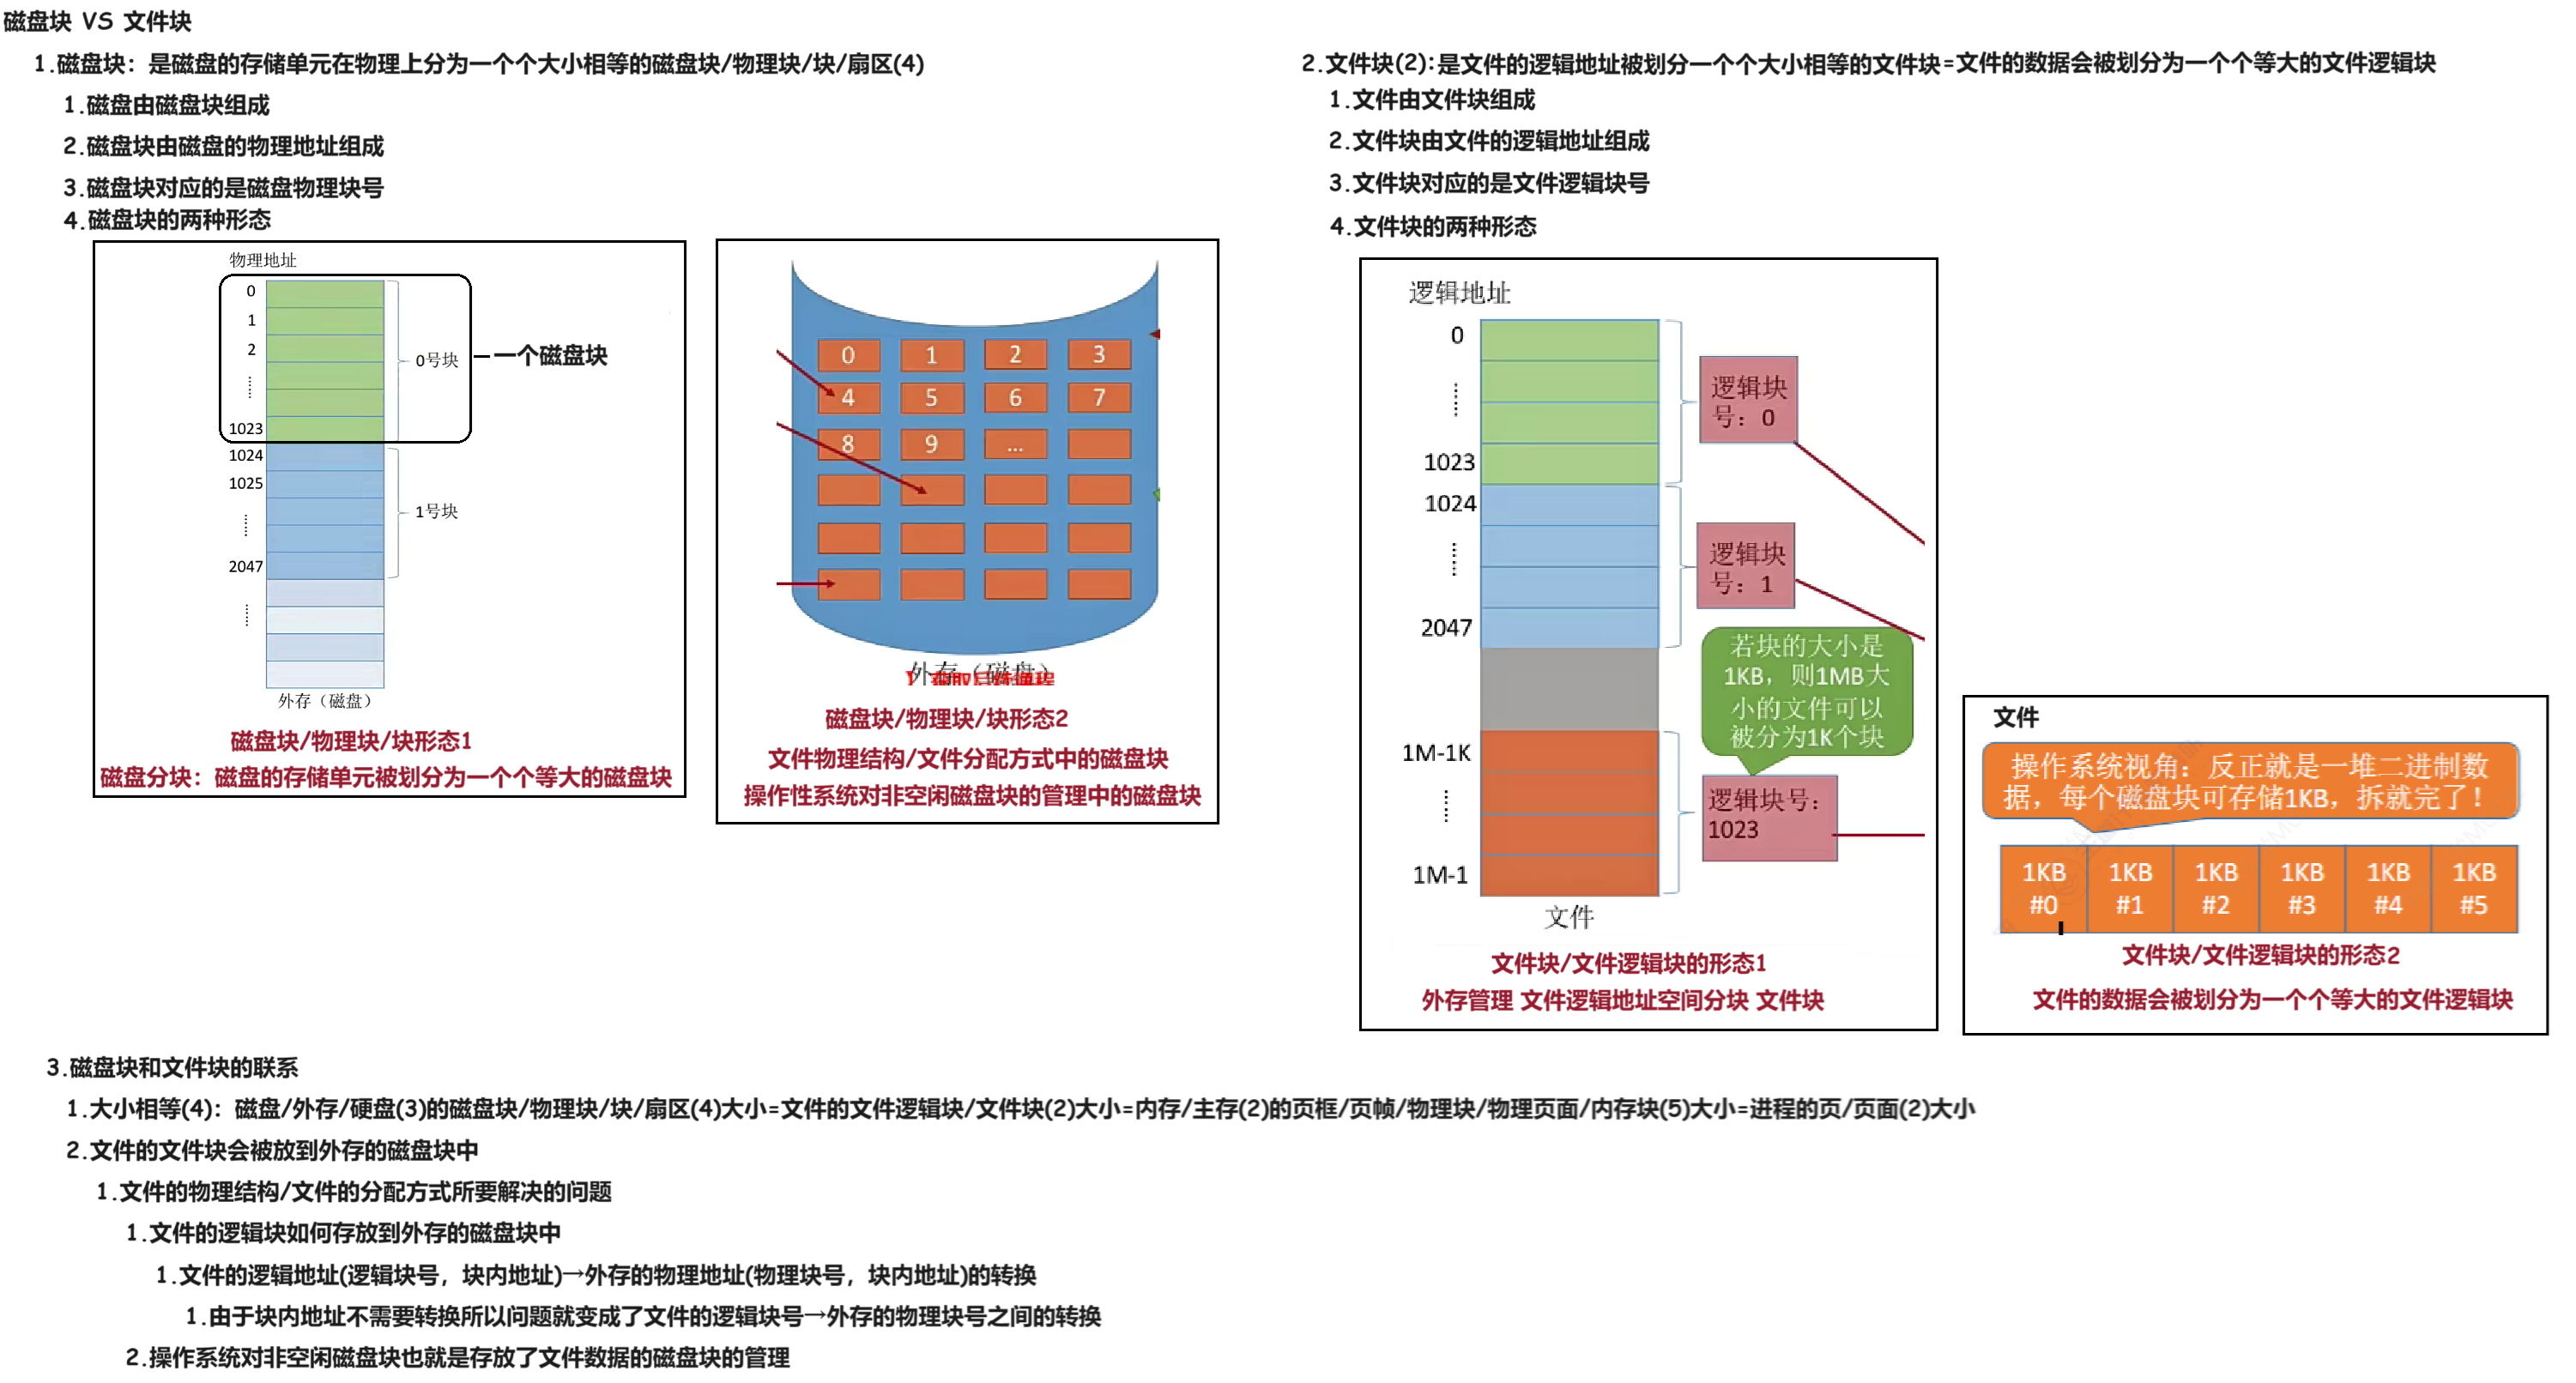 磁盘块 VS 文件块
1.磁盘块：是磁盘的存储单元在物理上分为一个个大小相等的磁盘块/物理块/块/扇区(4)
1.磁盘由磁盘块组成
2.磁盘块由磁盘的物理地址组成
3.磁盘块对应的是磁盘物理块号
4.磁盘块的两种形态
物理地址
0
1
2
……
1023
1024
1025
……
2047
……
0号块
一个磁盘块
1号块
外存（磁盘）
磁盘块/物理块/块形态1
磁盘分块：磁盘的存储单元被划分为一个个等大的磁盘块
0 1 2 3
4 5 6 7
8 9 ...
外存（磁盘）
磁盘块/物理块/块形态2
文件物理结构/文件分配方式中的磁盘块
操作性系统对非空闲磁盘块的管理中的磁盘块
2.文件块(2):是文件的逻辑地址被划分一个个大小相等的文件块=文件的数据会被划分为一个个等大的文件逻辑块
1.文件由文件块组成
2.文件块由文件的逻辑地址组成
3.文件块对应的是文件逻辑块号
4.文件块的两种形态
逻辑地址
0
……
1023
1024
……
2047
1M-1K
……
1M-1
逻辑块
号：0
逻辑块
号：1
若块的大小是
1KB，则1MB大
小的文件可以
被分为1K个块
逻辑块号：
1023
文件
文件块/文件逻辑块的形态1
外存管理 文件逻辑地址空间分块 文件块
文件
操作系统视角：反正就是一堆二进制数
据，每个磁盘块可存储1KB，拆就完了！
1KB 1KB 1KB 1KB 1KB 1KB
#0 #1 #2 #3 #4 #5
文件块/文件逻辑块的形态2
文件的数据会被划分为一个个等大的文件逻辑块
3.磁盘块和文件块的联系
1.大小相等(4)：磁盘/外存/硬盘(3)的磁盘块/物理块/块/扇区(4)大小=文件的文件逻辑块/文件块(2)大小=内存/主存(2)的页框/页帧/物理块/物理页面/内存块(5)大小=进程的页/页面(2)大小
2.文件的文件块会被放到外存的磁盘块中
1.文件的物理结构/文件的分配方式所要解决的问题
1.文件的逻辑块如何存放到外存的磁盘块中
1.文件的逻辑地址(逻辑块号，块内地址)→外存的物理地址(物理块号，块内地址)的转换
1.由于块内地址不需要转换所以问题就变成了文件的逻辑块号→外存的物理块号之间的转换
2.操作系统对非空闲磁盘块也就是存放了文件数据的磁盘块的管理